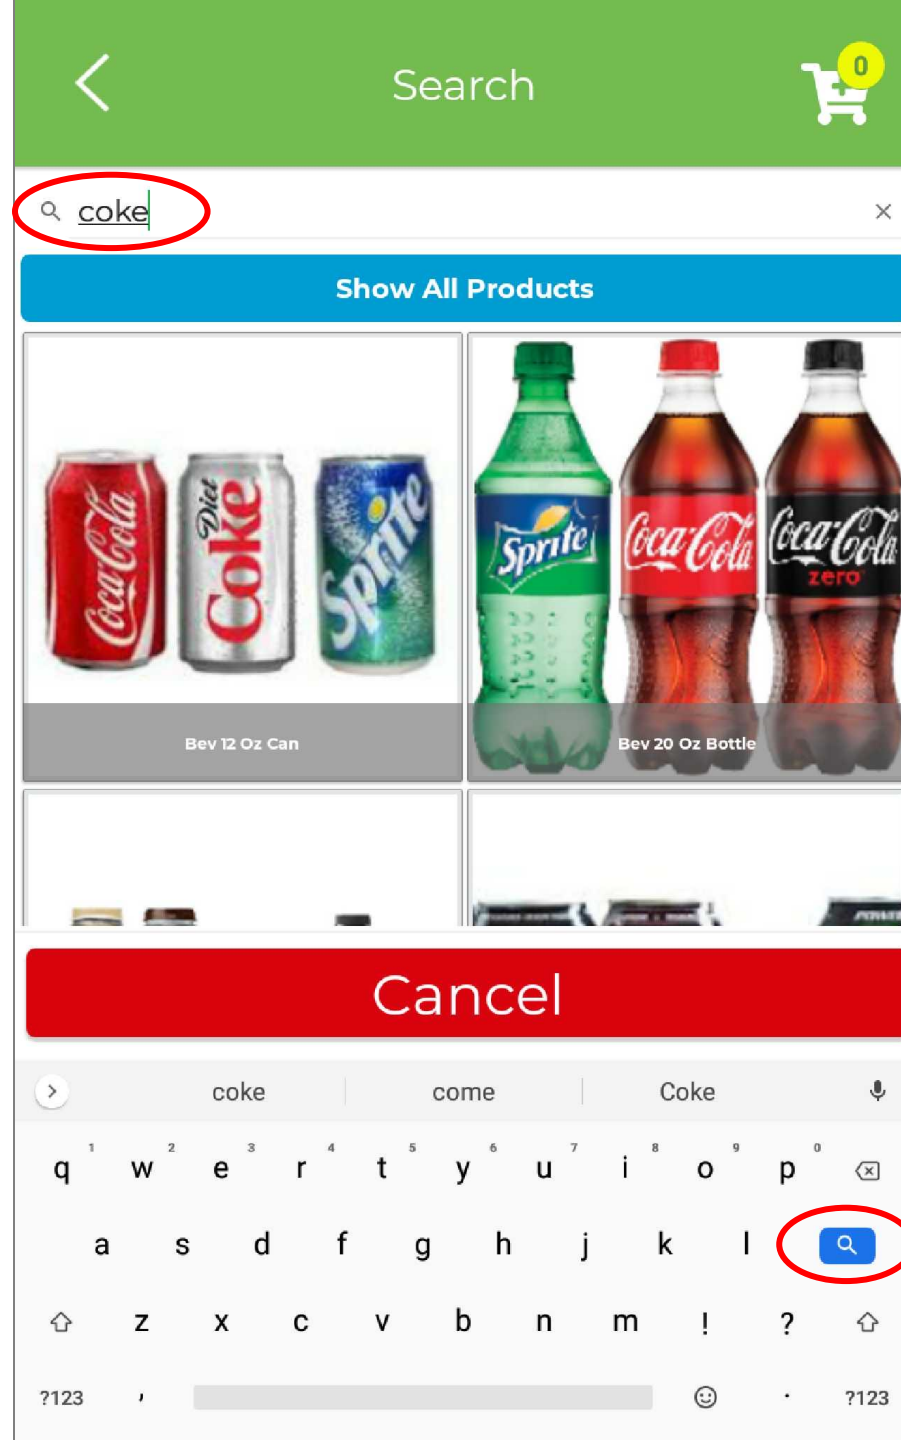 Search
0
coke
Show All Products
Coca-Cola
Diet Coke
Sprite
Sprite
Coca-Cola
Coca-Cola
zero
Bev 12 Oz Can
Bev 20 Oz Bottle
Cancel
coke come Coke
q 1 w 2 e 3 r 4 t 5 y 6 u 7 i 8 o 9 p 0
a s d f g h j k l
z x c v b n m ! ?
?123 , . ?123